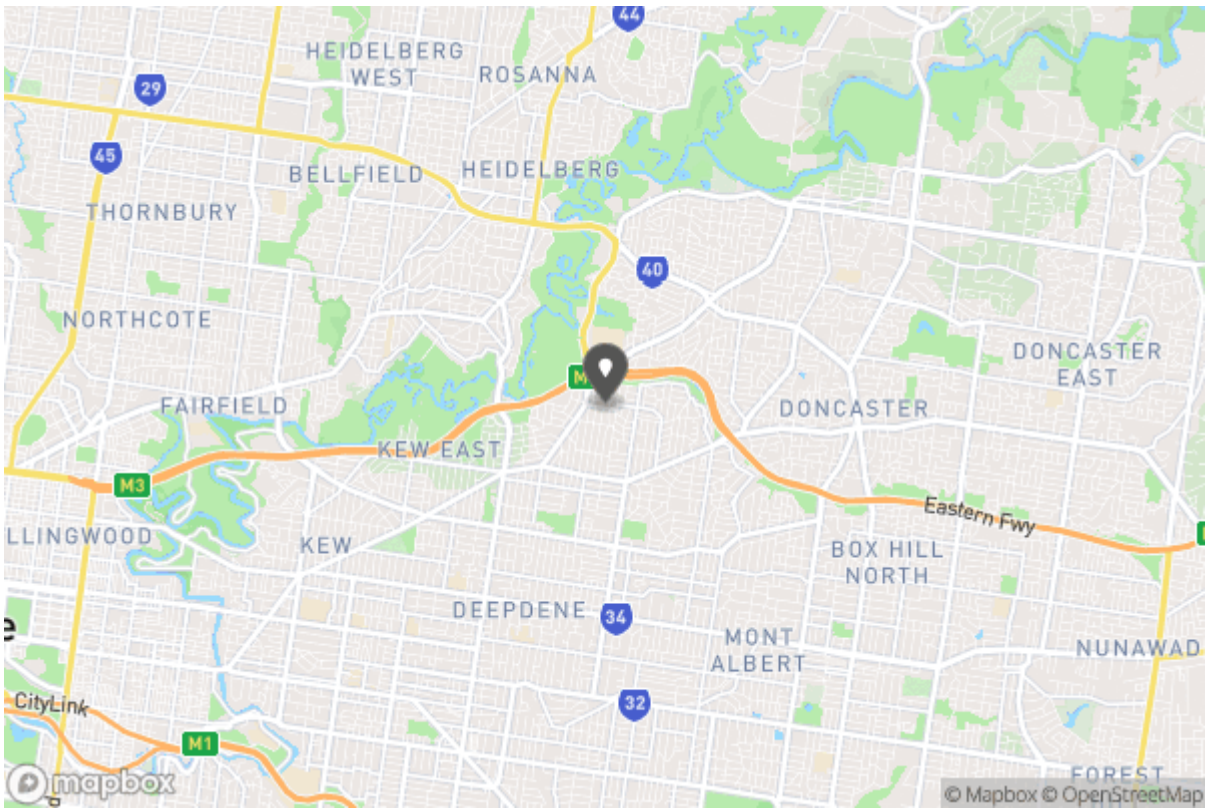 44
HEIDELBERG
WEST
ROSANNA
29
45
BELLFIELD
HEIDELBERG
THORNBURY
40
NORTHCOTE
DONCASTER
EAST
M
FAIRFIELD
DONCASTER
KEW EAST
M3
Eastern Fwy
LLINGWOOD
KEW
BOX HILL
NORTH
DEEPDENE
34
e
MONT
ALBERT
NUNAWAD
32
CityLink
M1
FOREST
mapbox
© Mapbox © OpenStreetMap